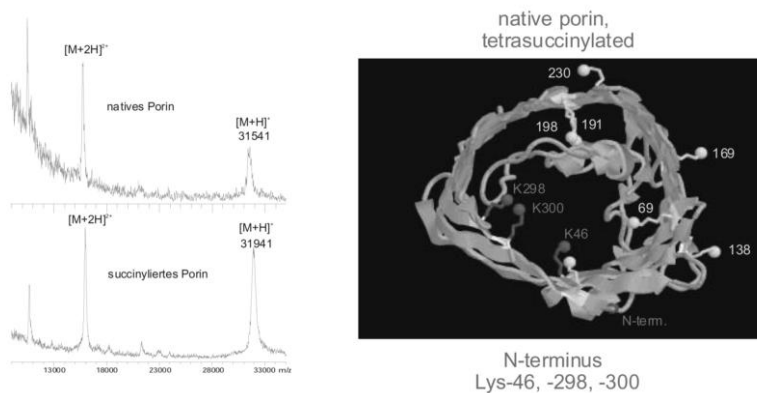 [M+2H]²⁺
natives Porin
[M+H]⁺
31541
[M+2H]²⁺
[M+H]⁺
31941
succinyliertes Porin
13000 18000 23000 28000 33000 m/z
native porin,
tetrasuccinylated
230
198 191
169
K298
K300
69
K46
138
N-term.
N-terminus
Lys-46, -298, -300